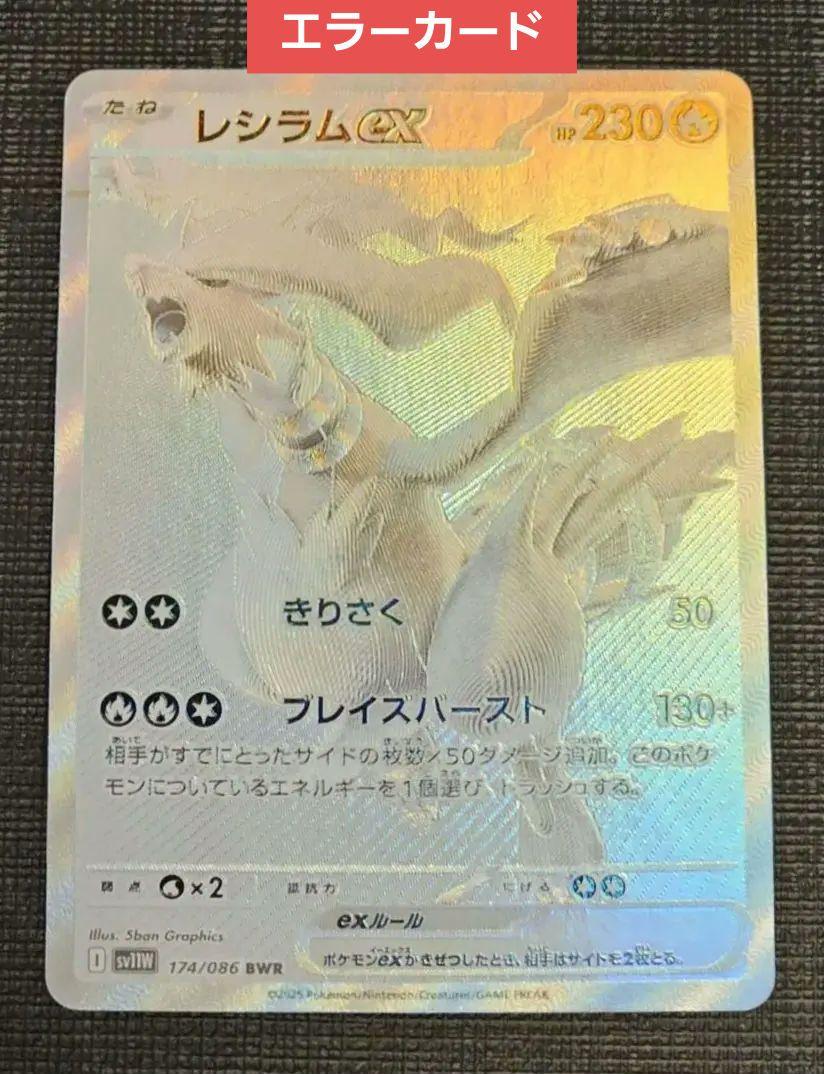 エラーカード
たね
レシラムex
HP230
きりさく 50
ブレイズバースト 130+
相手がすでにとったサイドの枚数×50ダメージ追加。このポケ
モンについているエネルギーを1個選び、トラッシュする。
弱点 ×2 抵抗力 にげる
exルール
Illus. 5ban Graphics
ポケモンexがきぜつしたとき、相手はサイドを2枚とる。
I sv11W 174/086 BWR
©2025 Pokémon/Nintendo/Creatures/GAME FREAK